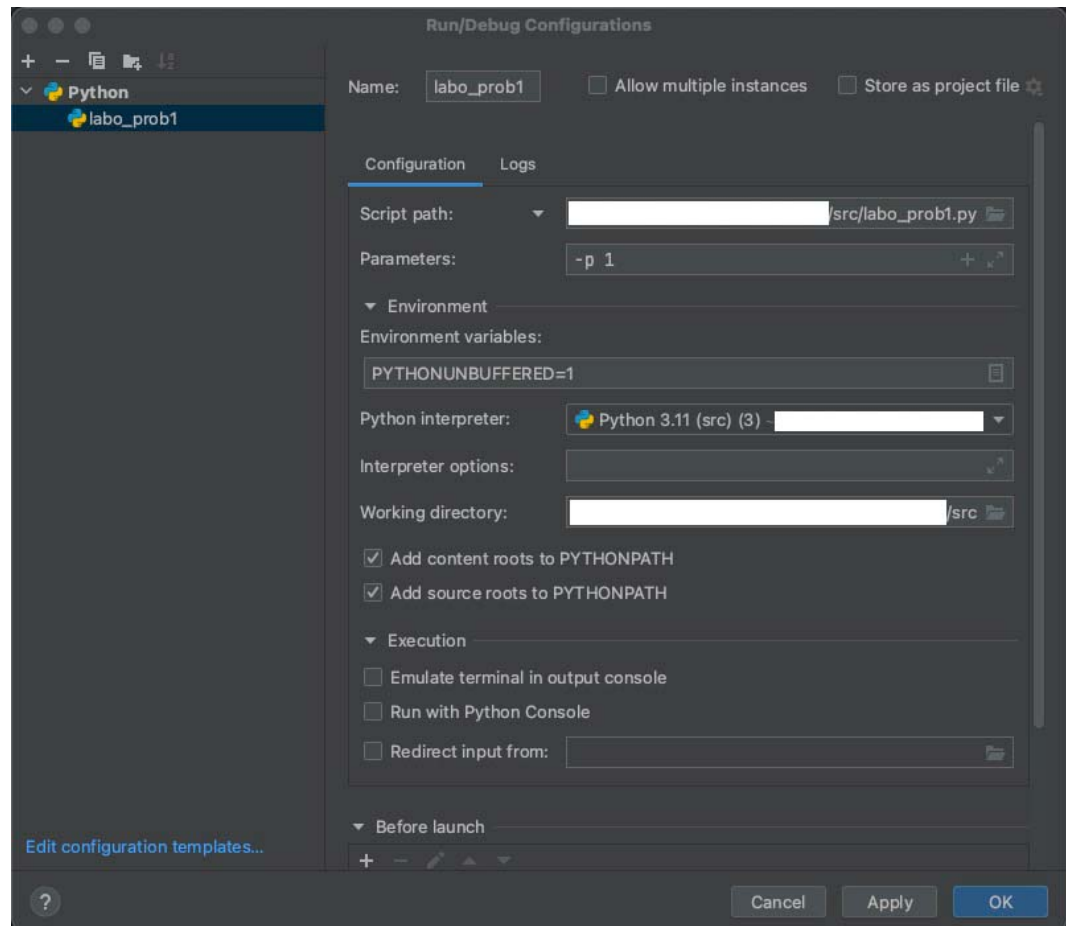 Run/Debug Configurations
Python
labo_prob1
Name: labo_prob1 Allow multiple instances Store as project file
Configuration Logs
Script path: /src/labo_prob1.py
Parameters: -p 1
Environment
Environment variables:
PYTHONUNBUFFERED=1
Python interpreter: Python 3.11 (src) (3)
Interpreter options:
Working directory: /src
Add content roots to PYTHONPATH
Add source roots to PYTHONPATH
Execution
Emulate terminal in output console
Run with Python Console
Redirect input from:
Before launch
Edit configuration templates...
? Cancel Apply OK